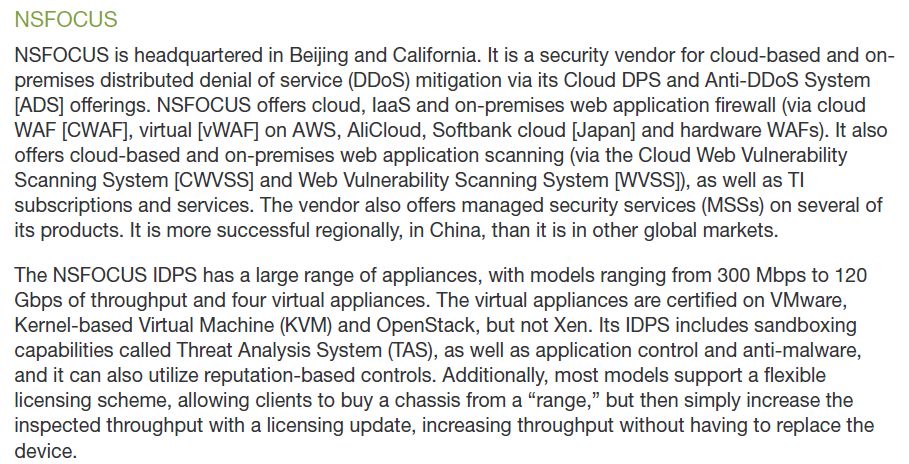 NSFOCUS
NSFOCUS is headquartered in Beijing and California. It is a security vendor for cloud-based and on-
premises distributed denial of service (DDoS) mitigation via its Cloud DPS and Anti-DDoS System
[ADS] offerings. NSFOCUS offers cloud, IaaS and on-premises web application firewall (via cloud
WAF [CWAF], virtual [vWAF] on AWS, AliCloud, Softbank cloud [Japan] and hardware WAFs). It also
offers cloud-based and on-premises web application scanning (via the Cloud Web Vulnerability
Scanning System [CWVSS] and Web Vulnerability Scanning System [WVSS]), as well as TI
subscriptions and services. The vendor also offers managed security services (MSSs) on several of
its products. It is more successful regionally, in China, than it is in other global markets.
The NSFOCUS IDPS has a large range of appliances, with models ranging from 300 Mbps to 120
Gbps of throughput and four virtual appliances. The virtual appliances are certified on VMware,
Kernel-based Virtual Machine (KVM) and OpenStack, but not Xen. Its IDPS includes sandboxing
capabilities called Threat Analysis System (TAS), as well as application control and anti-malware,
and it can also utilize reputation-based controls. Additionally, most models support a flexible
licensing scheme, allowing clients to buy a chassis from a “range,” but then simply increase the
inspected throughput with a licensing update, increasing throughput without having to replace the
device.